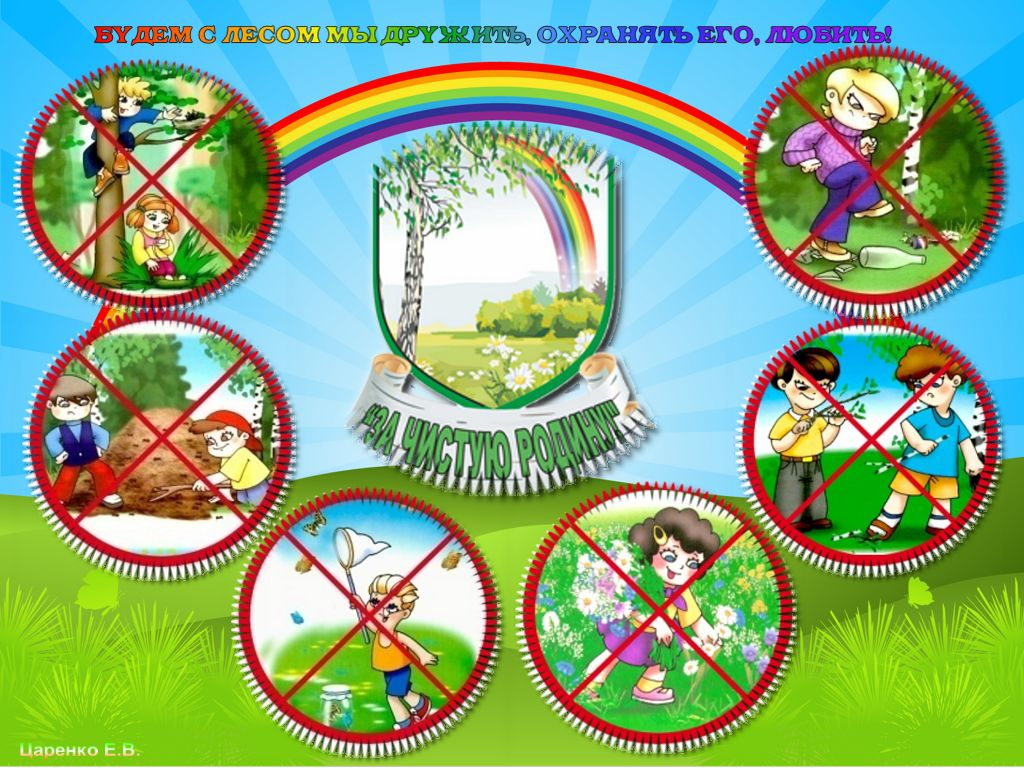 БУДЕМ С ЛЕСОМ МЫ ДРУЖИТЬ, ОХРАНЯТЬ ЕГО, ЛЮБИТЬ!
"ЗА ЧИСТУЮ РОДИНУ!"
Царенко Е.В.